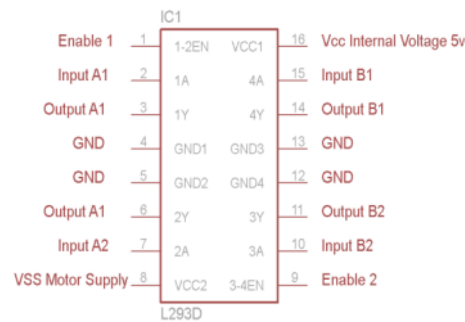 IC1
Enable 1 1 1-2EN VCC1 16 Vcc Internal Voltage 5v
Input A1 2 1A 4A 15 Input B1
Output A1 3 1Y 4Y 14 Output B1
GND 4 GND1 GND3 13 GND
GND 5 GND2 GND4 12 GND
Output A1 6 2Y 3Y 11 Output B2
Input A2 7 2A 3A 10 Input B2
VSS Motor Supply 8 VCC2 3-4EN 9 Enable 2
L293D